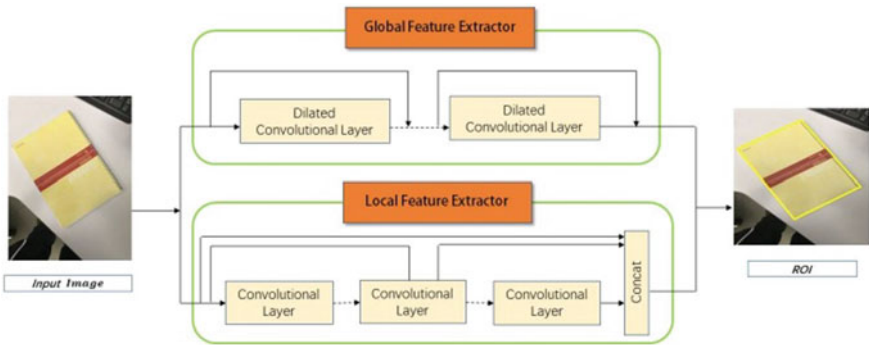 Global Feature Extractor
Dilated
Convolutional Layer
Dilated
Convolutional Layer
Input Image
Local Feature Extractor
Convolutional
Layer
Convolutional
Layer
Convolutional
Layer
Concat
ROI